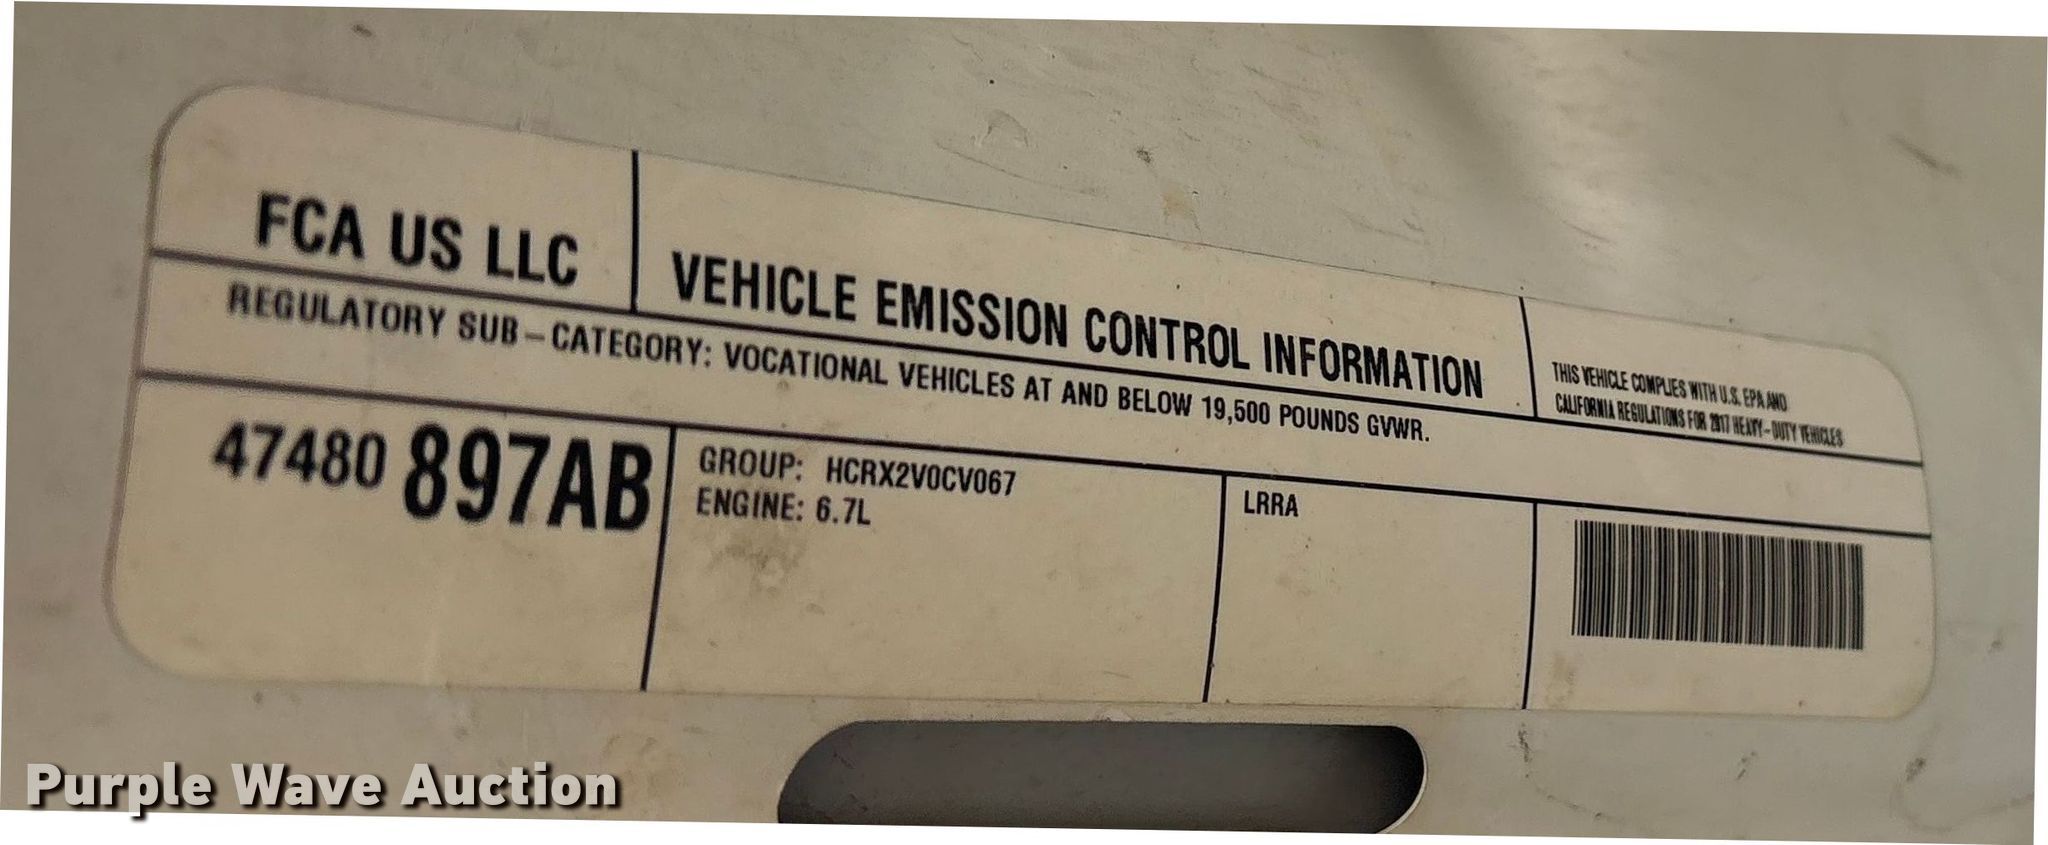 FCA US LLC
VEHICLE EMISSION CONTROL INFORMATION
THIS VEHICLE COMPLIES WITH U.S. EPA AND
CALIFORNIA REGULATIONS FOR 2017 HEAVY-DUTY VEHICLES
REGULATORY SUB-CATEGORY: VOCATIONAL VEHICLES AT AND BELOW 19,500 POUNDS GVWR.
47480 897AB
GROUP: HCRX2V0CV067
ENGINE: 6.7L
LRRA
Purple Wave Auction